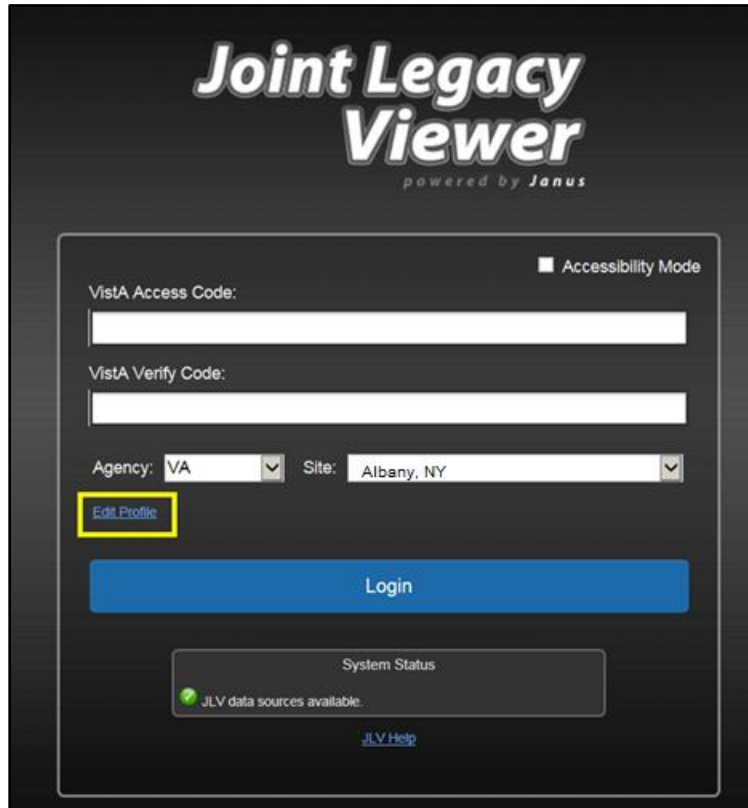 Joint Legacy
Viewer
powered by Janus
Accessibility Mode
VistA Access Code:
VistA Verify Code:
Agency: VA Site: Albany, NY
Edit Profile
Login
System Status
JLV data sources available.
JLV Help